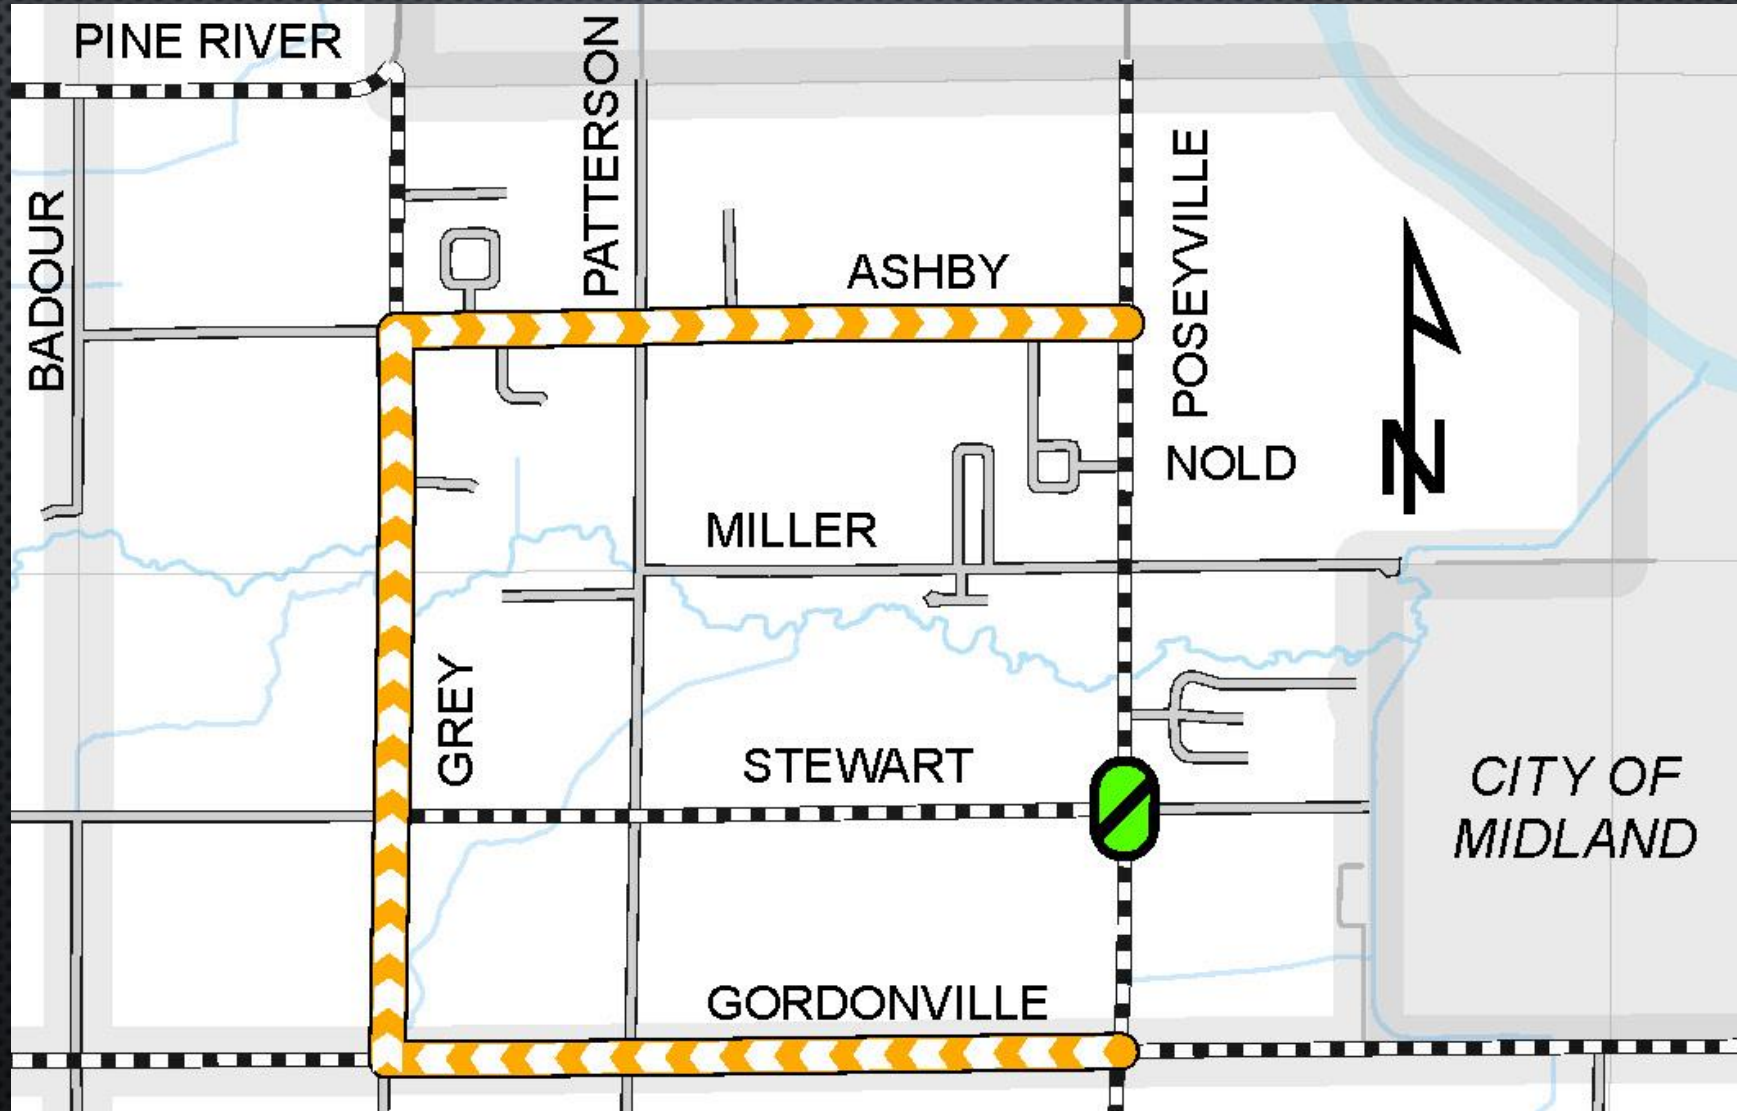 PINE RIVER
PATTERSON
POSEYVILLE
BADOUR
ASHBY
NOLD
N
MILLER
GREY
STEWART
CITY OF
MIDLAND
GORDONVILLE